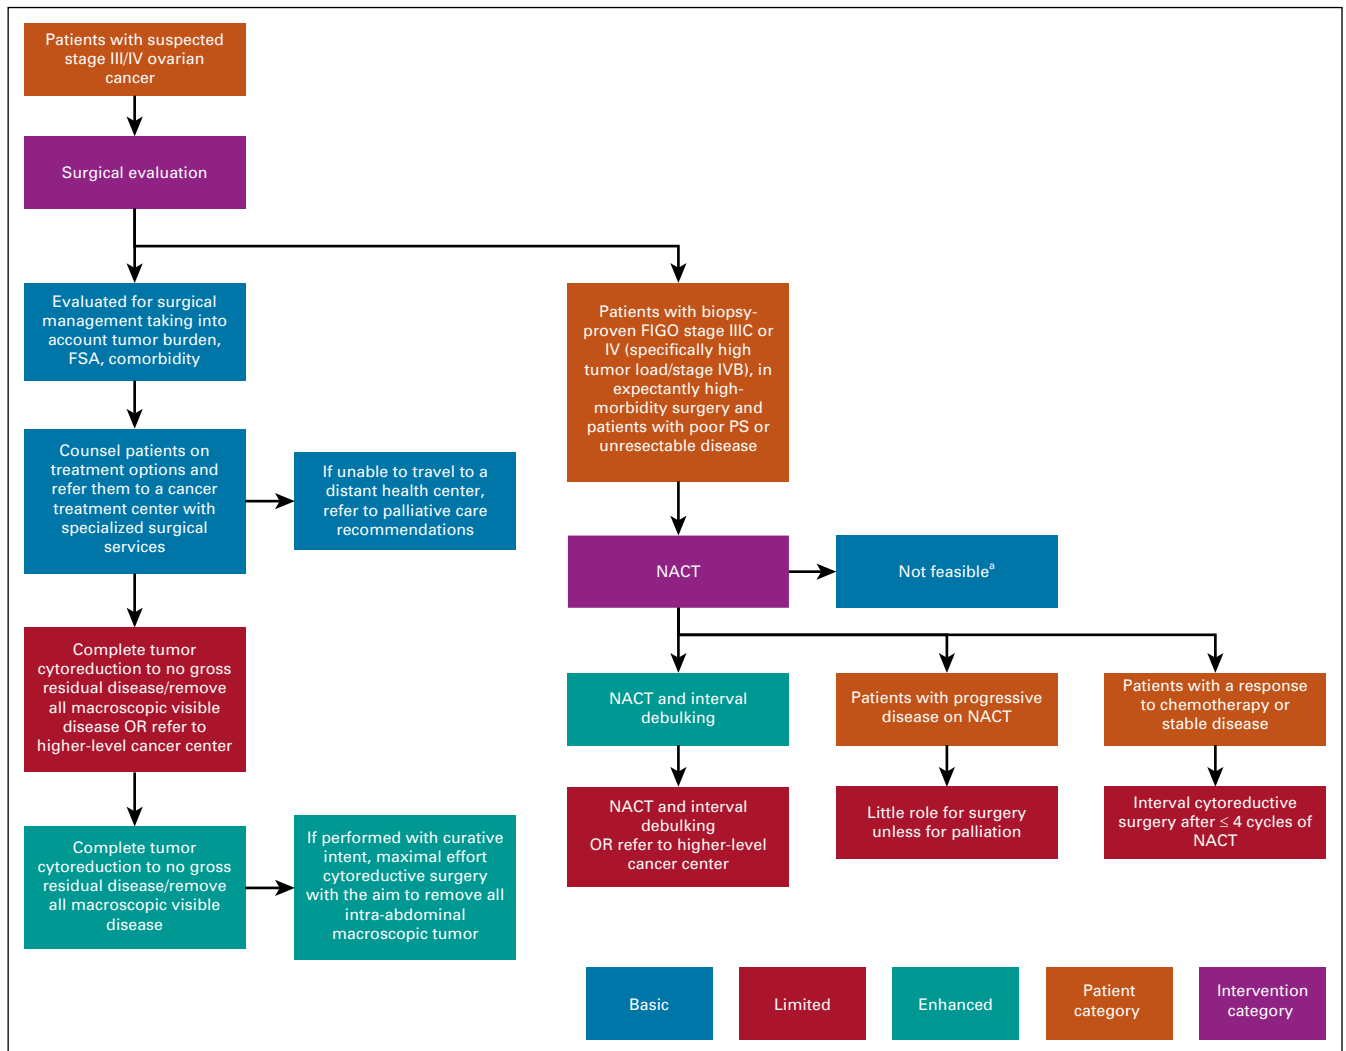 Patients with suspected
stage III/IV ovarian
cancer
Surgical evaluation
Evaluated for surgical
management taking into
account tumor burden,
FSA, comorbidity
Counsel patients on
treatment options and
refer them to a cancer
treatment center with
specialized surgical
services
If unable to travel to a
distant health center,
refer to palliative care
recommendations
Complete tumor
cytoreduction to no gross
residual disease/remove
all macroscopic visible
disease OR refer to
higher-level cancer center
Complete tumor
cytoreduction to no gross
residual disease/remove
all macroscopic visible
disease
If performed with curative
intent, maximal effort
cytoreductive surgery
with the aim to remove all
intra-abdominal
macroscopic tumor
Patients with biopsy-
proven FIGO stage IIIC or
IV (specifically high
tumor load/stage IVB), in
expectantly high-
morbidity surgery and
patients with poor PS or
unresectable disease
NACT
Not feasibleᵃ
NACT and interval
debulking
NACT and interval
debulking
OR refer to higher-level
cancer center
Patients with progressive
disease on NACT
Little role for surgery
unless for palliation
Patients with a response
to chemotherapy or
stable disease
Interval cytoreductive
surgery after ≤ 4 cycles of
NACT
Basic
Limited
Enhanced
Patient
category
Intervention
category